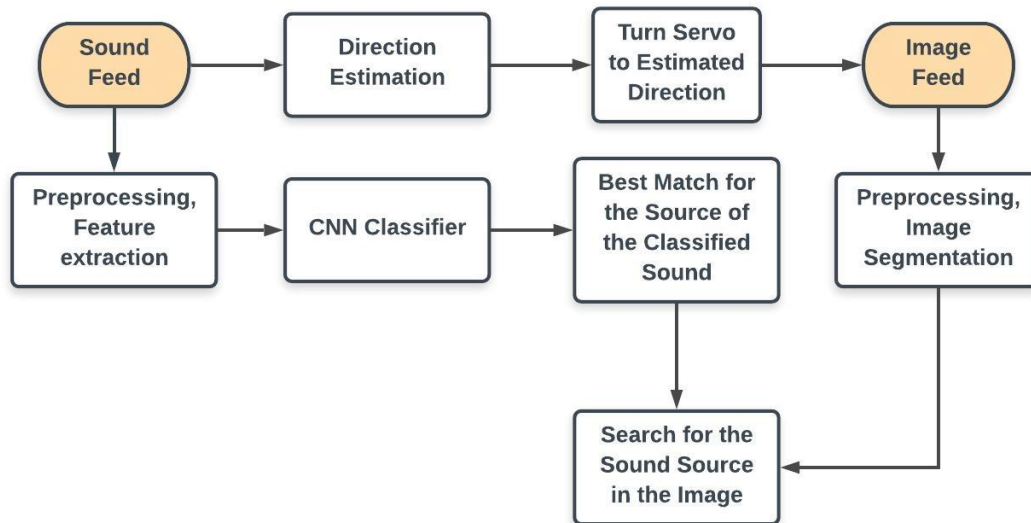 Sound
Feed
Direction
Estimation
Turn Servo
to Estimated
Direction
Image
Feed
Preprocessing,
Feature
extraction
CNN Classifier
Best Match for
the Source of
the Classified
Sound
Preprocessing,
Image
Segmentation
Search for the
Sound Source
in the Image